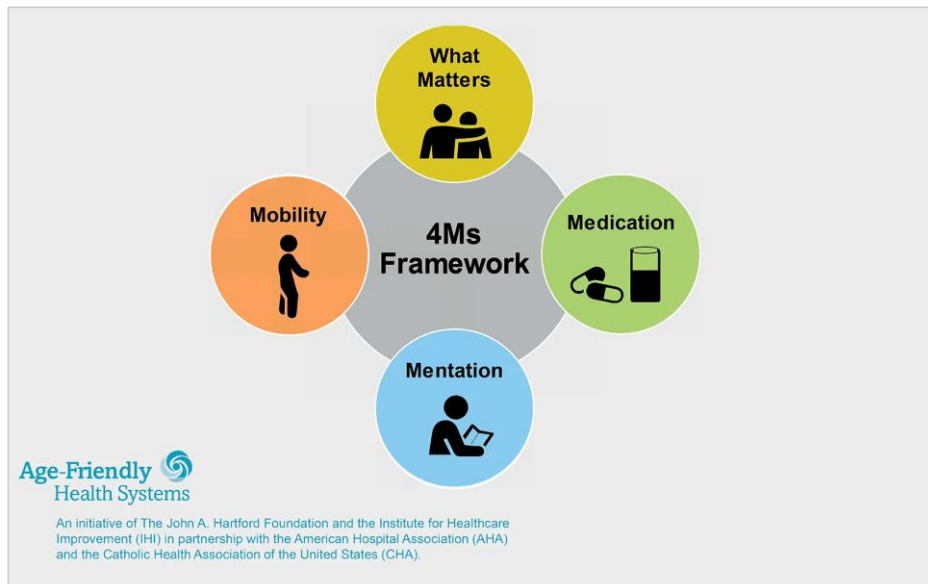 What
Matters
Mobility
4Ms
Framework
Medication
Mentation
Age-Friendly
Health Systems
An initiative of The John A. Hartford Foundation and the Institute for Healthcare
Improvement (IHI) in partnership with the American Hospital Association (AHA)
and the Catholic Health Association of the United States (CHA).